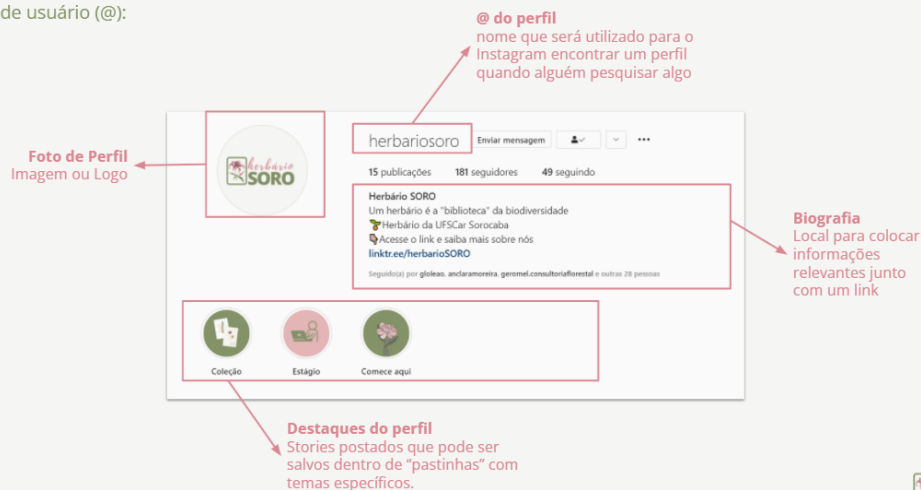 de usuário (@):
@ do perfil
nome que será utilizado para o
Instagram encontrar um perfil
quando alguém pesquisar algo
Foto de Perfil
Imagem ou Logo
herbário
SORO
herbariosoro Enviar mensagem
15 publicações 181 seguidores 49 seguindo
Herbário SORO
Um herbário é a "biblioteca" da biodiversidade
Herbário da UFSCar Sorocaba
Acesse o link e saiba mais sobre nós
linktr.ee/herbarioSORO
Seguido(a) por gloleao, anclaramoreira, geromel.consultoriaflorestal e outras 28 pessoas
Biografia
Local para colocar
informações
relevantes junto
com um link
Coleção Estágio Comece aqui
Destaques do perfil
Stories postados que pode ser
salvos dentro de “pastinhas” com
temas específicos.